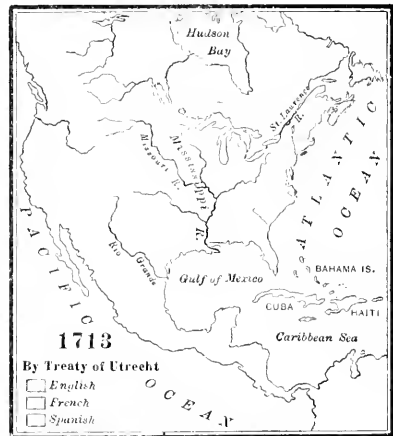 Hudson
Bay
St. Lawrence
R.
Missouri R.
Mississippi
R.
ATLANTIC
OCEAN
PACIFIC
OCEAN
Rio Grande
Gulf of Mexico
BAHAMA IS.
CUBA
HAITI
Caribbean Sea
1713
By Treaty of Utrecht
English
French
Spanish